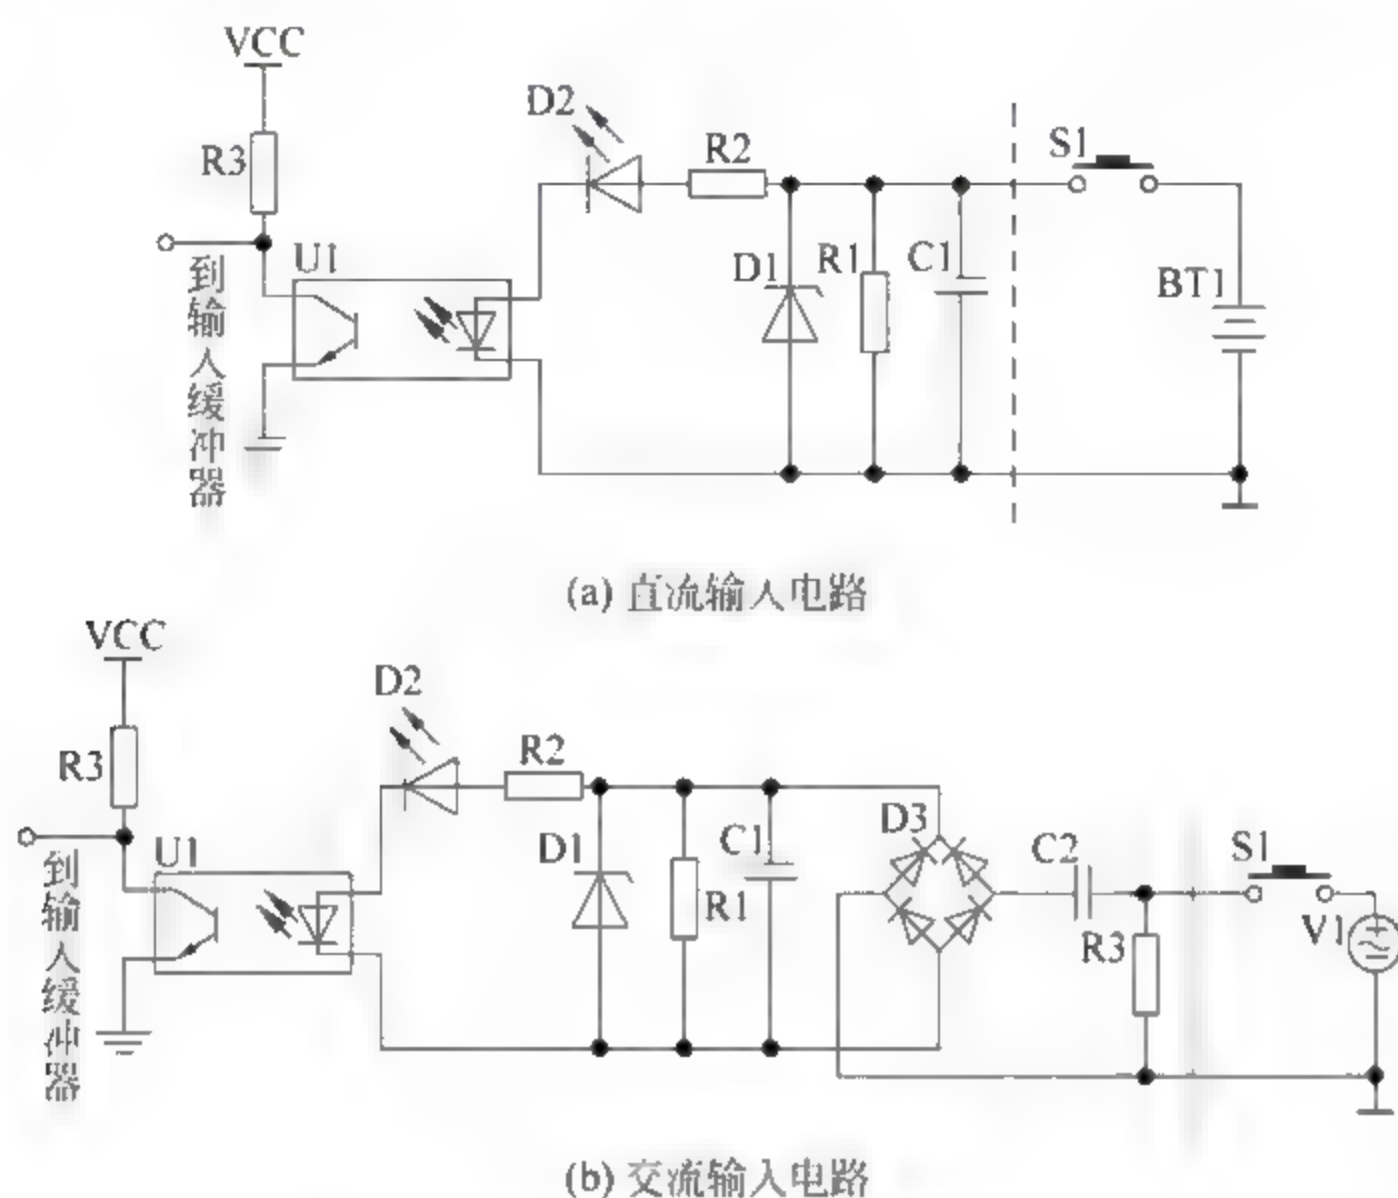 VCC
D2
R3
R2
S1
U1
到输入缓冲器
D1
R1
C1
BT1
(a) 直流输入电路
VCC
D2
R3
R2
U1
到输入缓冲器
D1
R1
C1
D3
C2
R3
S1
V1
(b) 交流输入电路